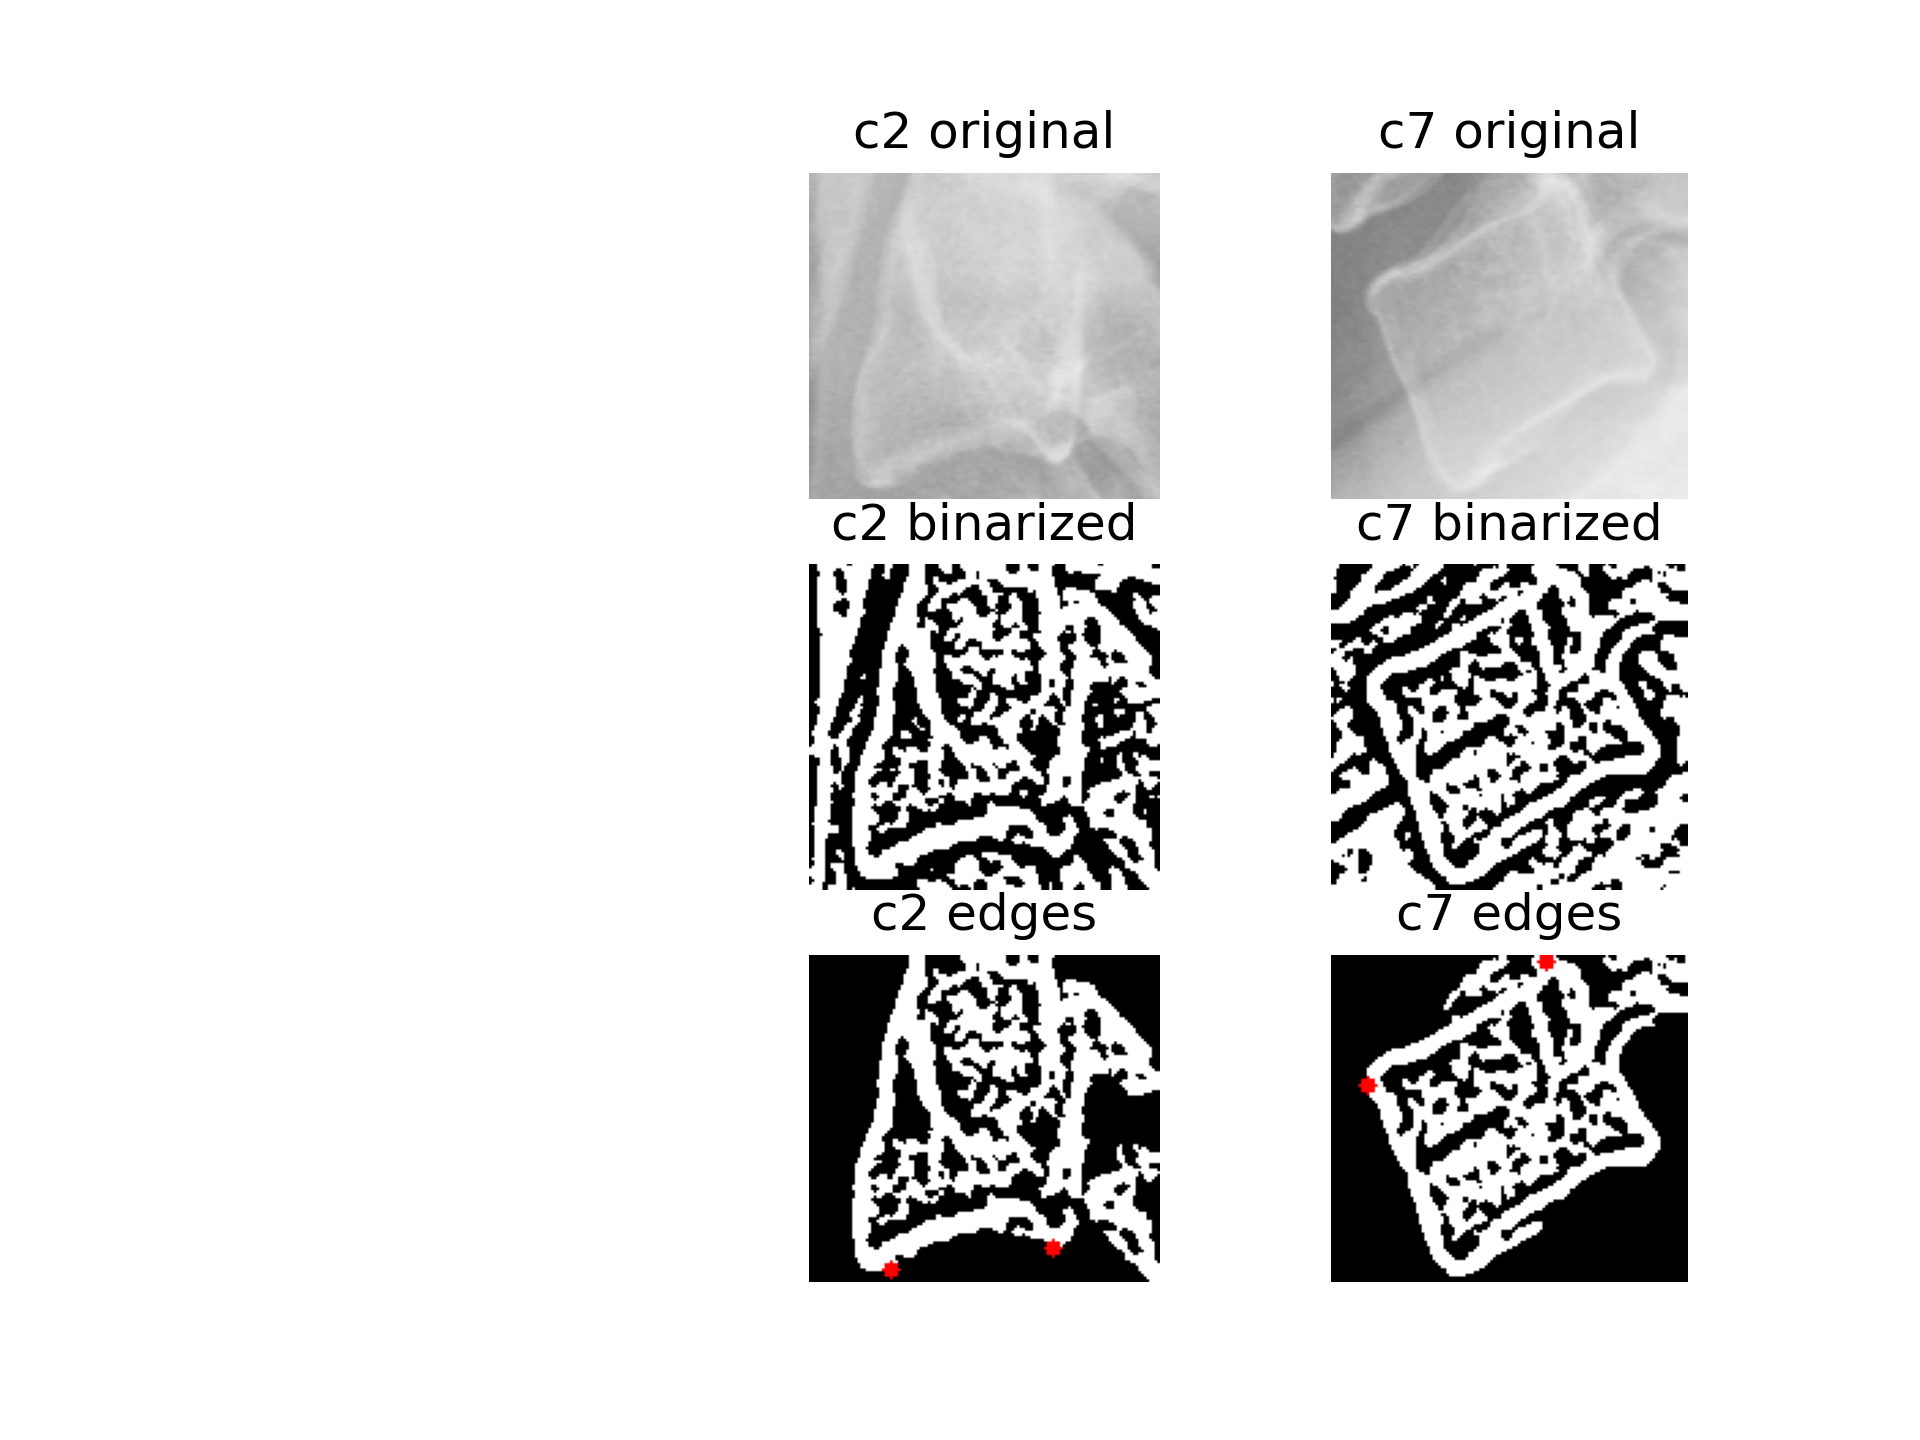 c2 original
c7 original
c2 binarized
c7 binarized
c2 edges
c7 edges